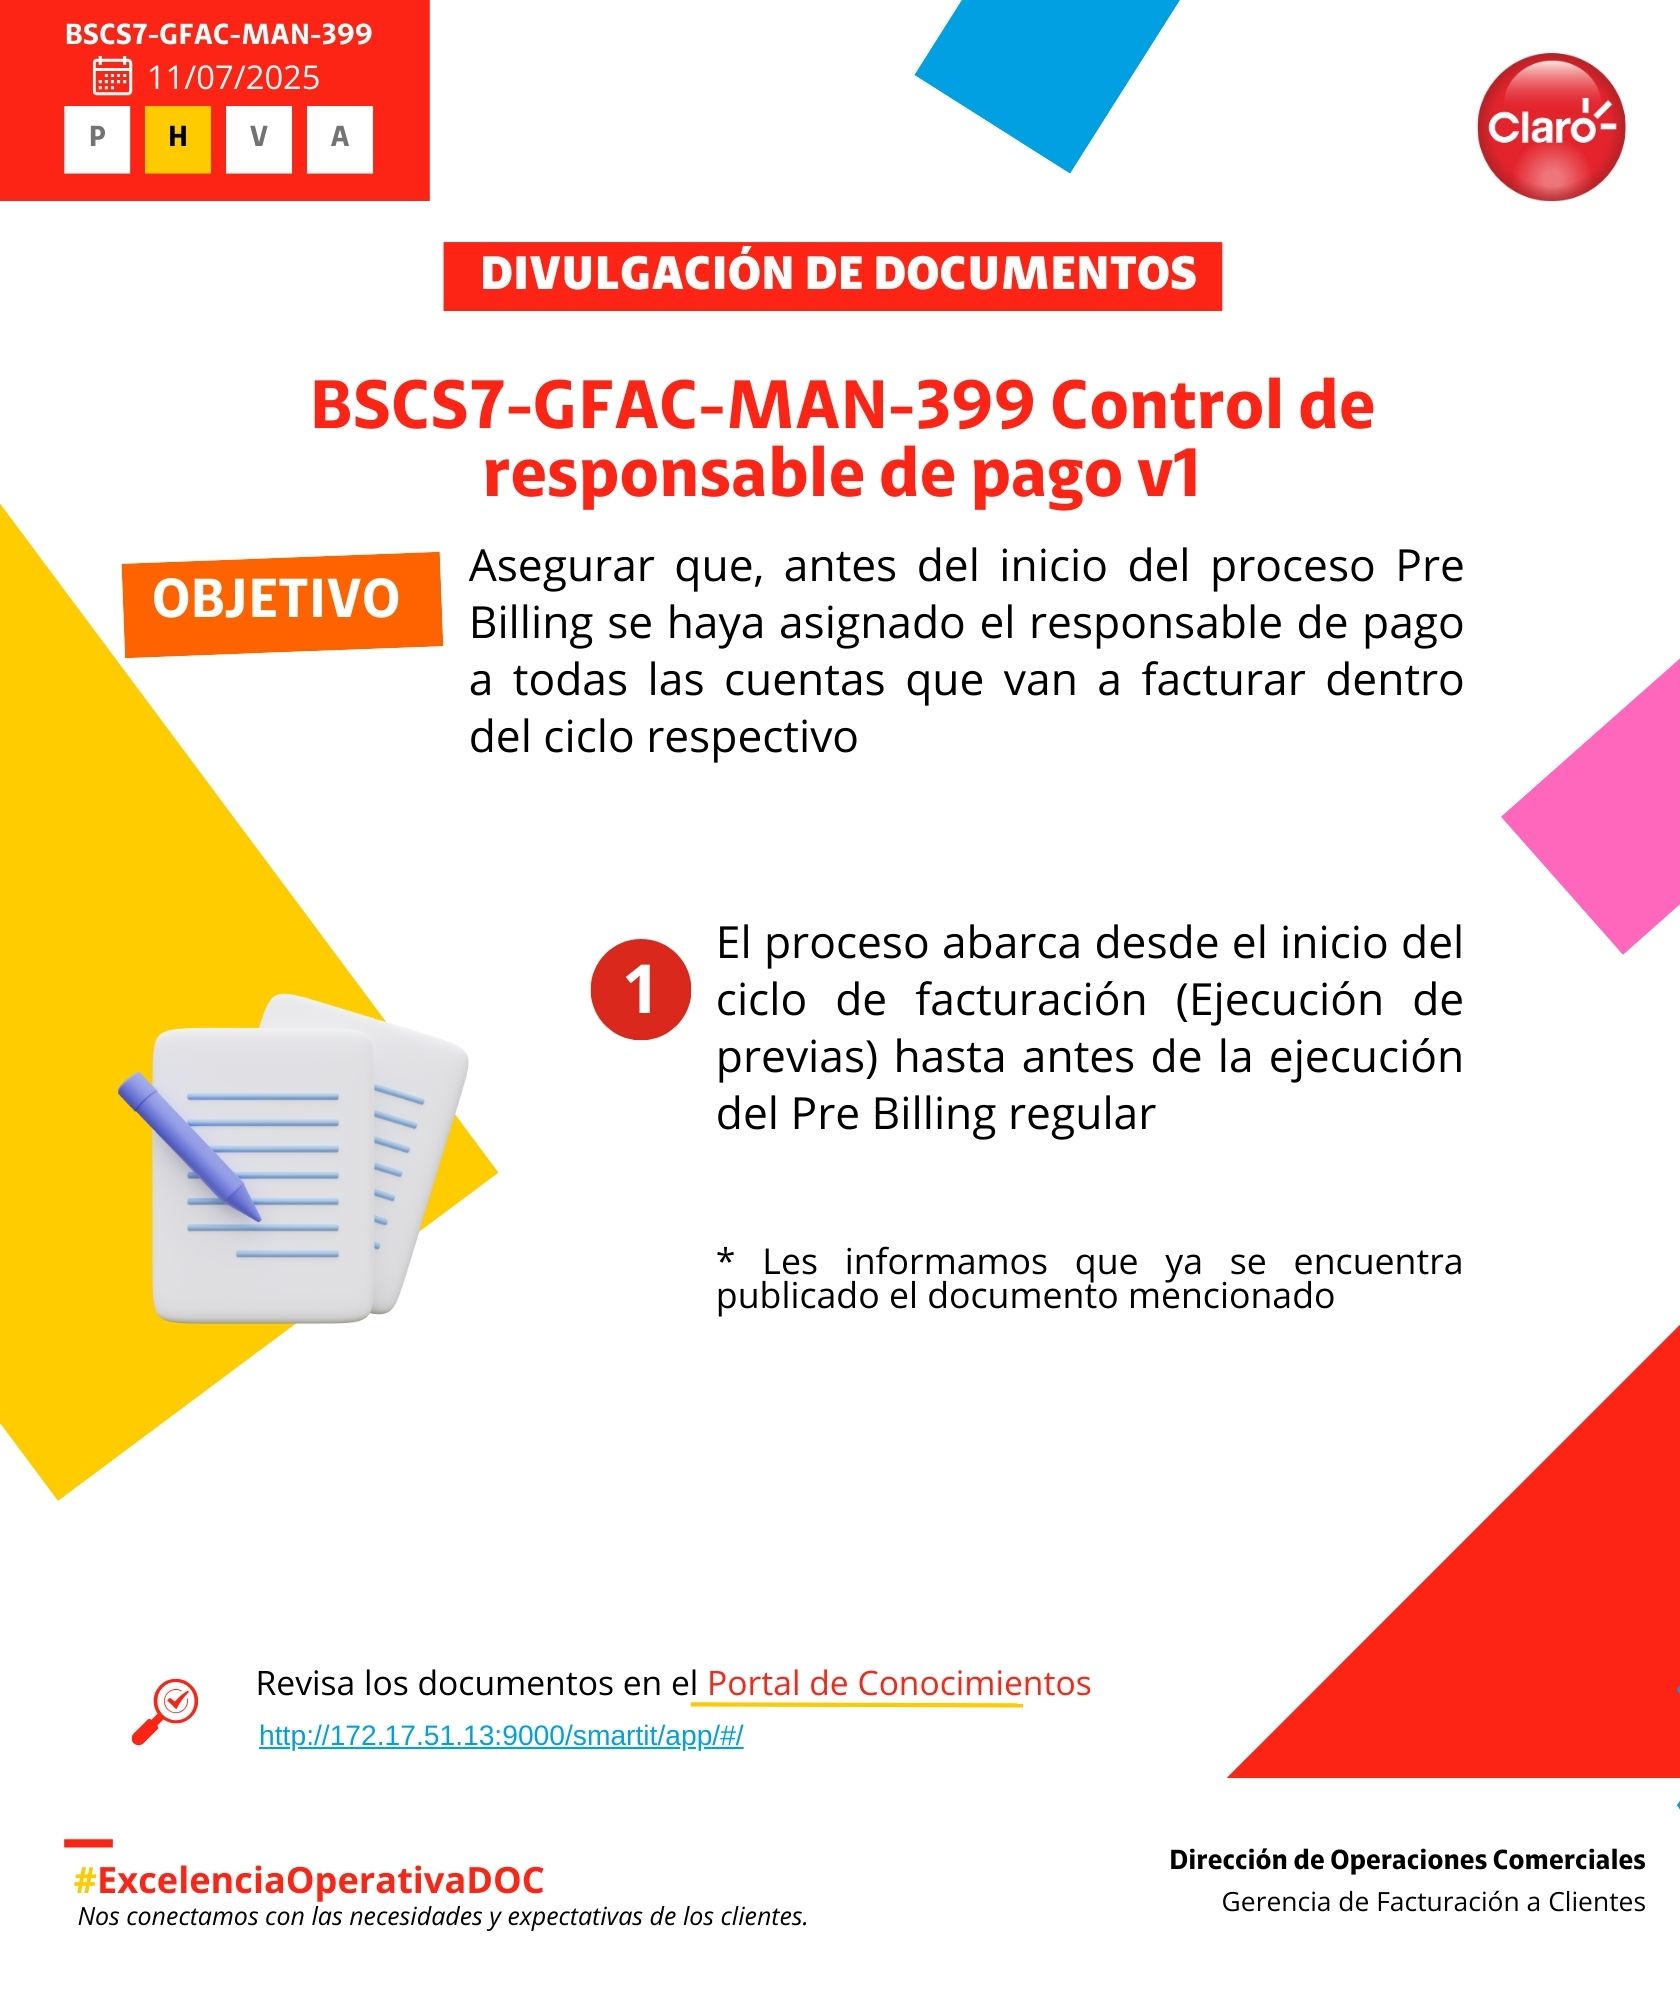 BSCS7-GFAC-MAN-399
11/07/2025
P H V A
Claro
DIVULGACIÓN DE DOCUMENTOS
BSCS7-GFAC-MAN-399 Control de
responsable de pago v1
OBJETIVO
Asegurar que, antes del inicio del proceso Pre
Billing se haya asignado el responsable de pago
a todas las cuentas que van a facturar dentro
del ciclo respectivo
1
El proceso abarca desde el inicio del
ciclo de facturación (Ejecución de
previas) hasta antes de la ejecución
del Pre Billing regular
* Les informamos que ya se encuentra
publicado el documento mencionado
Revisa los documentos en el Portal de Conocimientos
http://172.17.51.13:9000/smartit/app/#/
#ExcelenciaOperativaDOC
Nos conectamos con las necesidades y expectativas de los clientes.
Dirección de Operaciones Comerciales
Gerencia de Facturación a Clientes